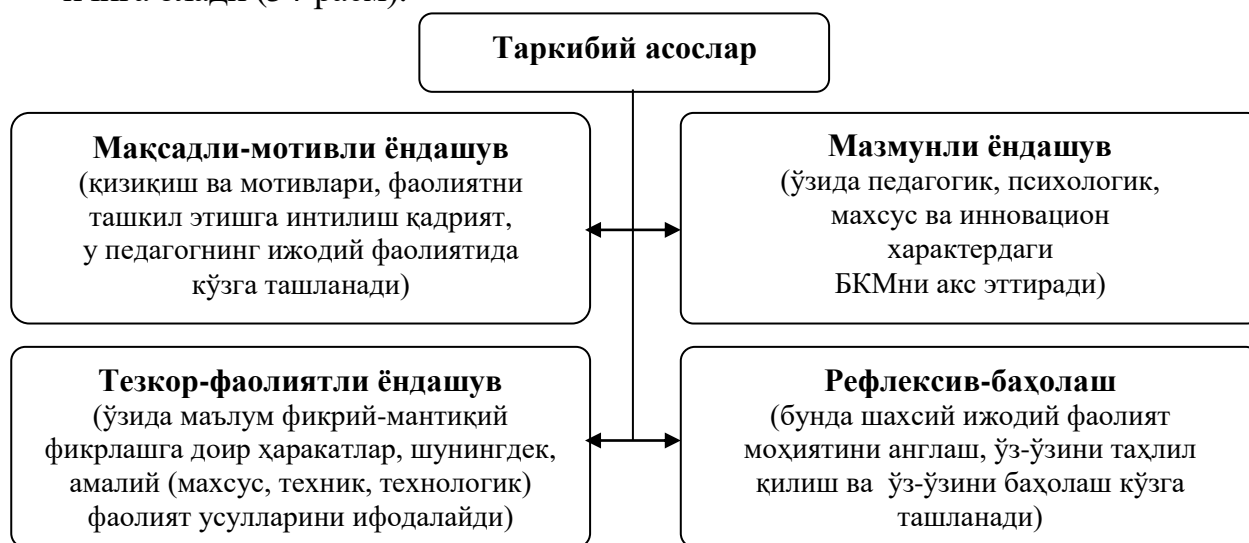 (34-расм).
Таркибий асослар
Мақсадли-мотивли ёндашув
(қизиқиш ва мотивлари, фаолиятни
ташкил этишга интилиш қадрият,
у педагогнинг ижодий фаолиятида
кўзга ташланади)
Мазмунли ёндашув
(ўзида педагогик, психологик,
махсус ва инновацион
характердаги
БКМни акс эттиради)
Тезкор-фаолиятли ёндашув
(ўзида маълум фикрий-мантиқий
фикрлашга доир ҳаракатлар, шунингдек,
амалий (махсус, техник, технологик)
фаолият усулларини ифодалайди)
Рефлексив-баҳолаш
(бунда шахсий ижодий фаолият
моҳиятини англаш, ўз-ўзини таҳлил
қилиш ва ўз-ўзини баҳолаш кўзга
ташланади)